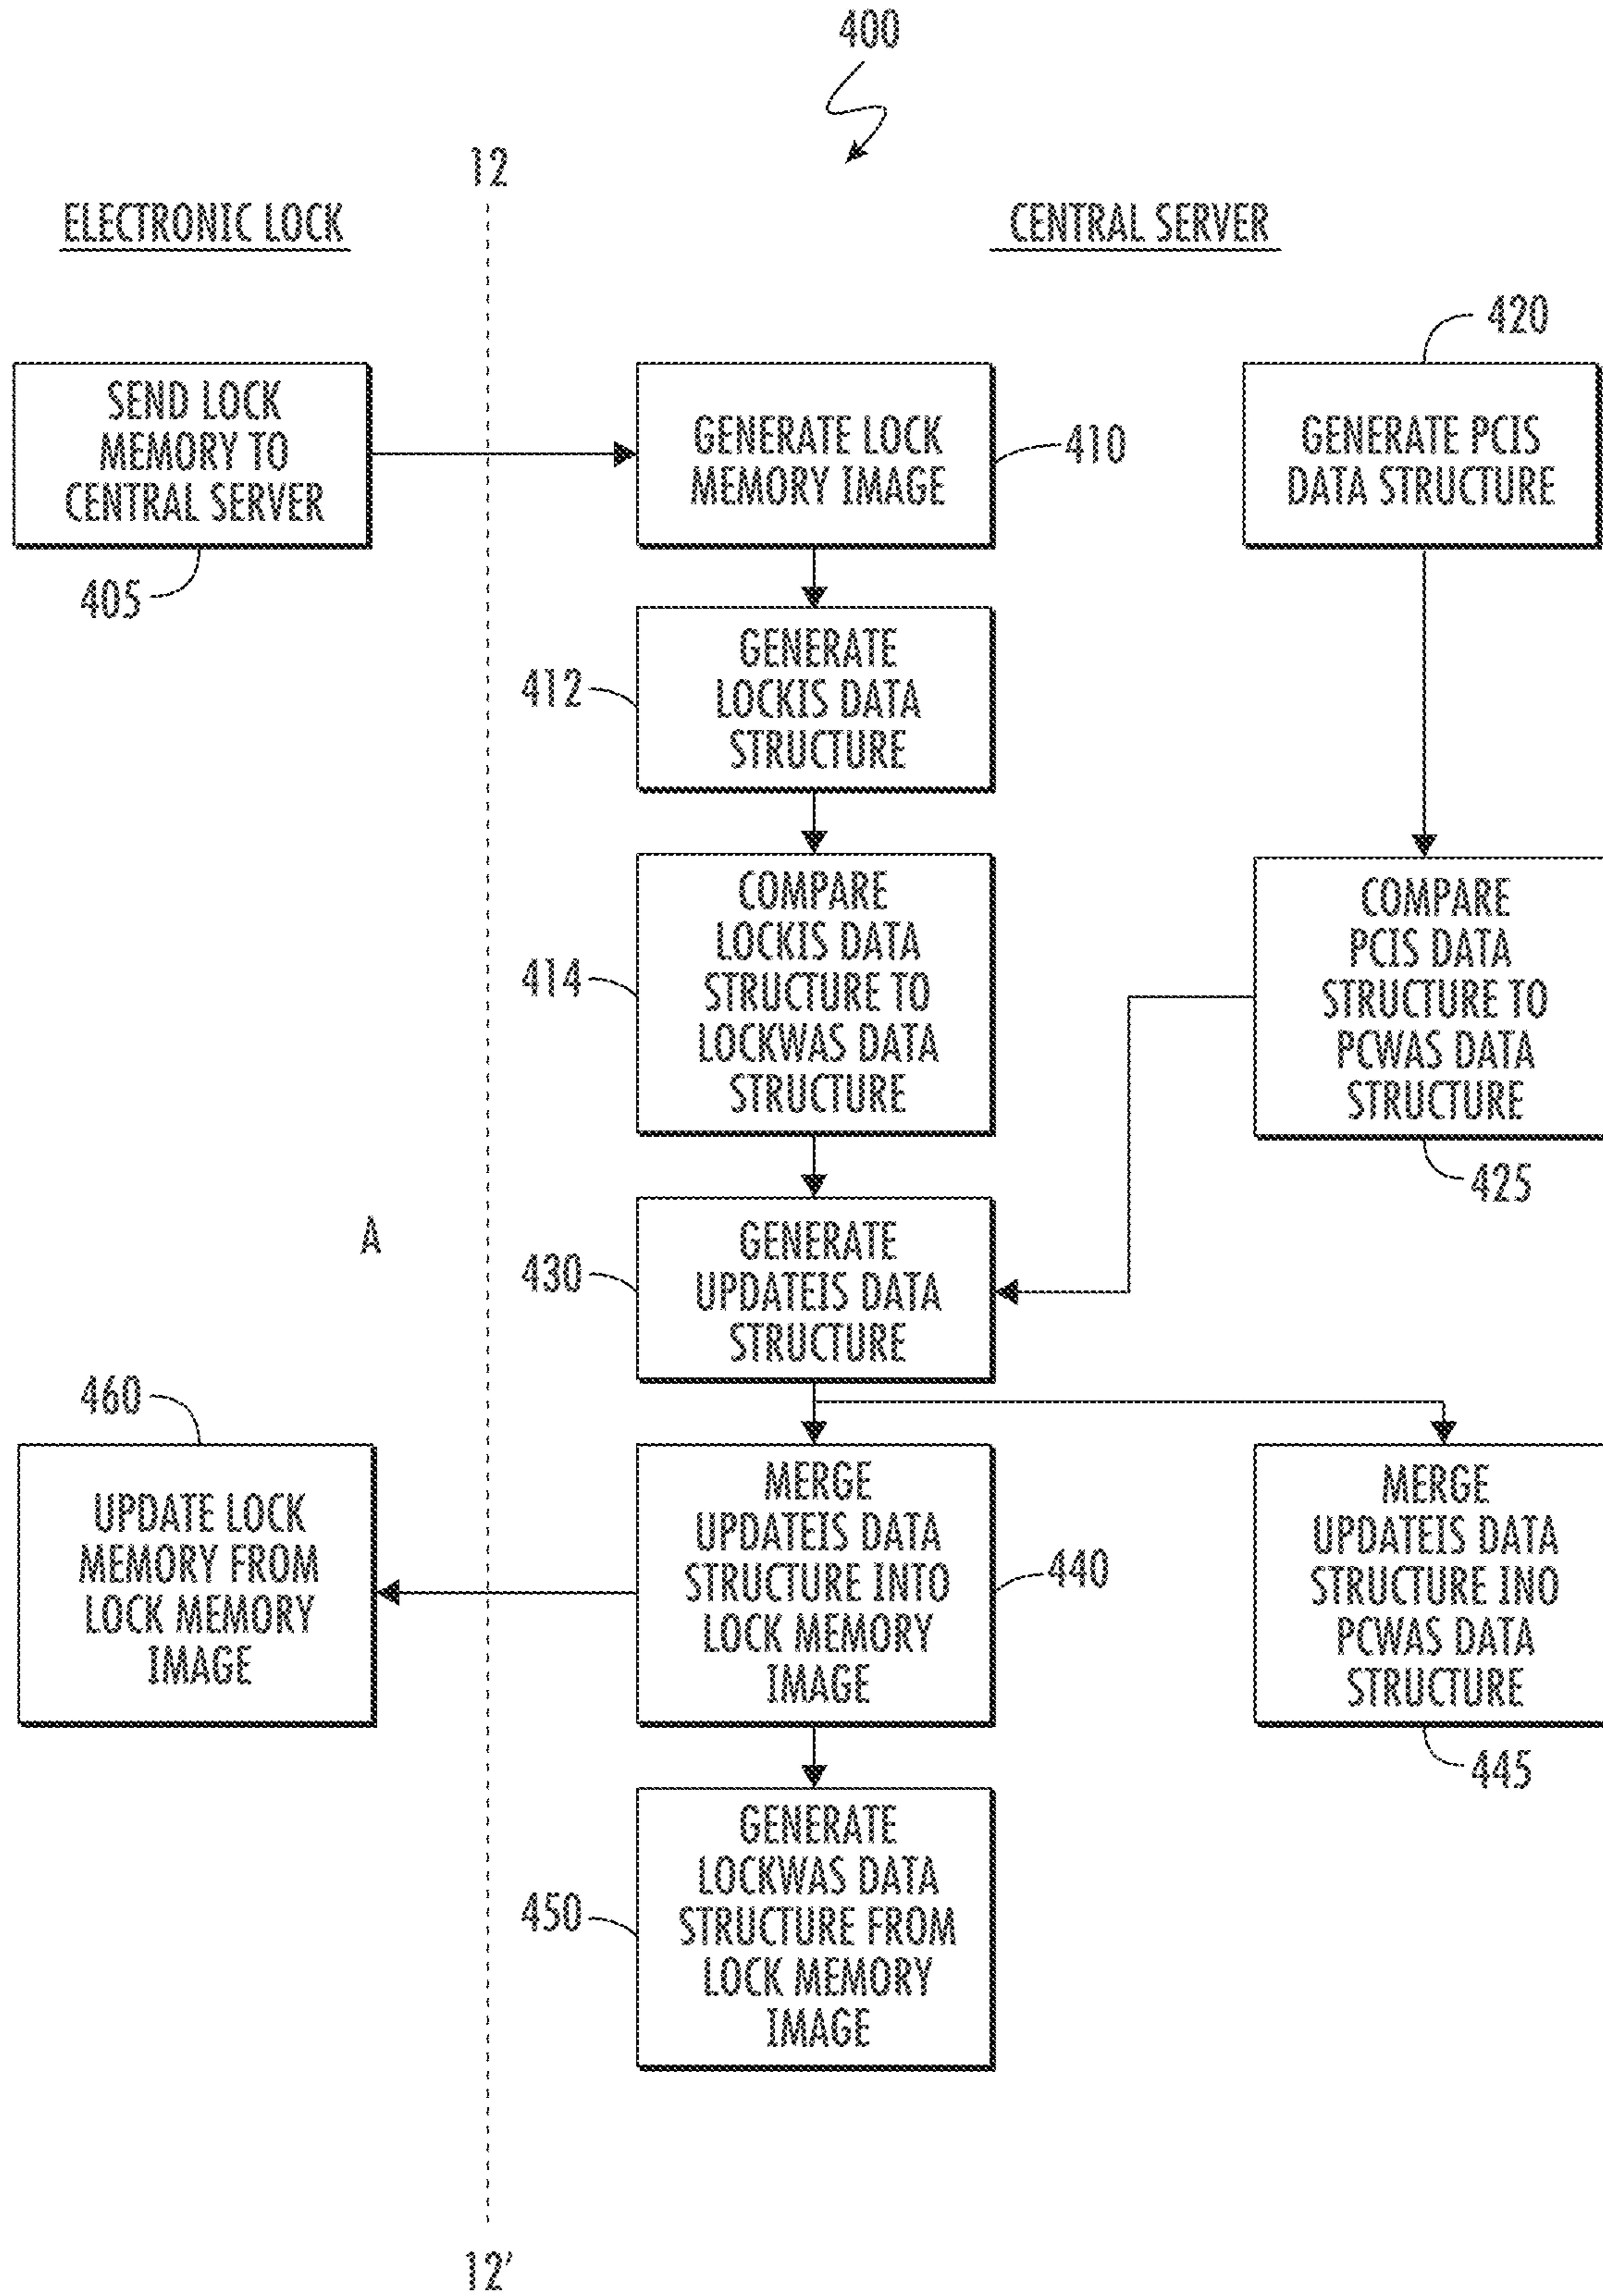 400
12
ELECTRONIC LOCK
CENTRAL SERVER
420
SEND LOCK
MEMORY TO
CENTRAL SERVER
405
GENERATE LOCK
MEMORY IMAGE
410
GENERATE PCIS
DATA STRUCTURE
412
GENERATE
LOCKIS DATA
STRUCTURE
414
COMPARE
LOCKIS DATA
STRUCTURE TO
LOCKWAS DATA
STRUCTURE
COMPARE
PCIS DATA
STRUCTURE TO
PCWAS DATA
STRUCTURE
425
A
430
GENERATE
UPDATEIS DATA
STRUCTURE
460
UPDATE LOCK
MEMORY FROM
LOCK MEMORY
IMAGE
MERGE
UPDATEIS DATA
STRUCTURE INTO
LOCK MEMORY
IMAGE
440
MERGE
UPDATEIS DATA
STRUCTURE INO
PCWAS DATA
STRUCTURE
445
450
GENERATE
LOCKWAS DATA
STRUCTURE FROM
LOCK MEMORY
IMAGE
12'